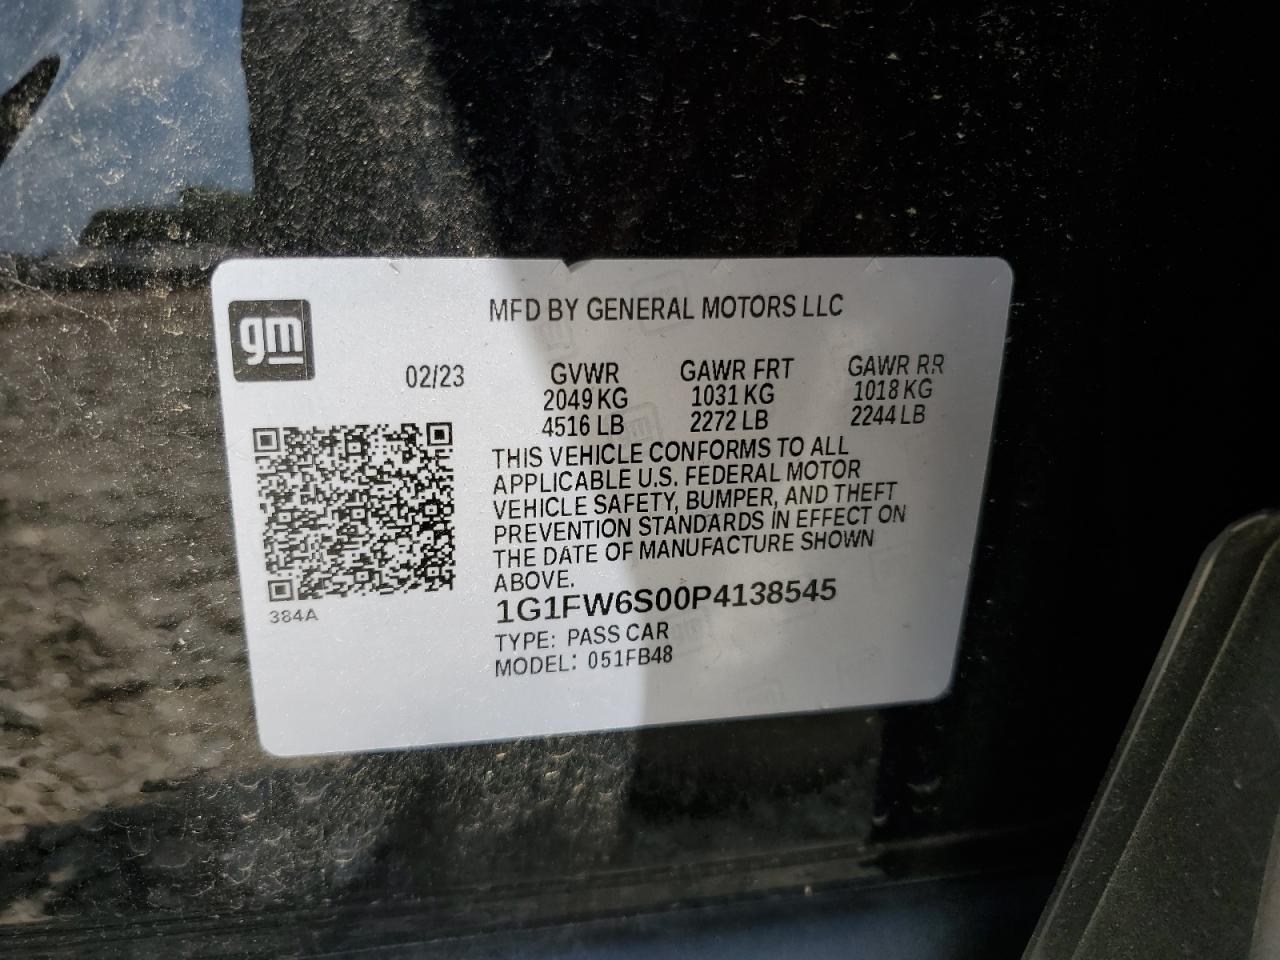 gm
MFD BY GENERAL MOTORS LLC
02/23 GVWR GAWR FRT GAWR RR
2049 KG 1031 KG 1018 KG
4516 LB 2272 LB 2244 LB
THIS VEHICLE CONFORMS TO ALL
APPLICABLE U.S. FEDERAL MOTOR
VEHICLE SAFETY, BUMPER, AND THEFT
PREVENTION STANDARDS IN EFFECT ON
THE DATE OF MANUFACTURE SHOWN
ABOVE.
384A
1G1FW6S00P4138545
TYPE: PASS CAR
MODEL: 051FB48